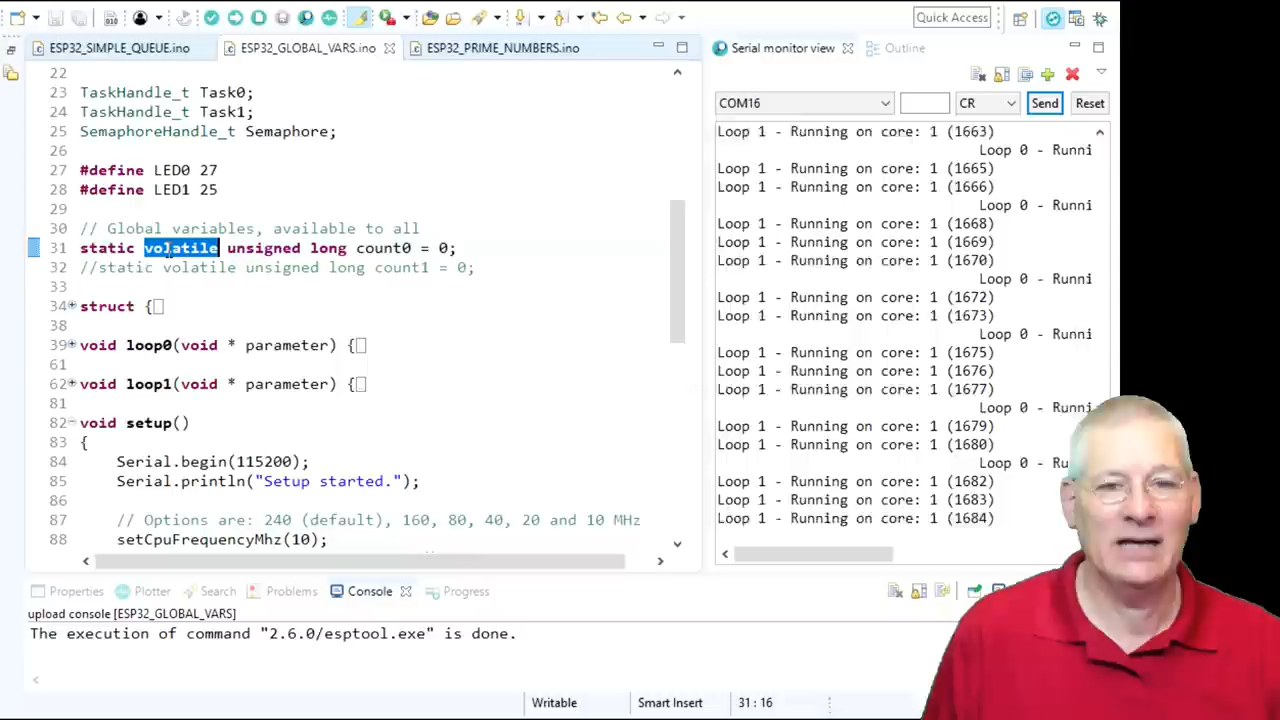 Quick Access
ESP32_SIMPLE_QUEUE.ino
ESP32_GLOBAL_VARS.ino
ESP32_PRIME_NUMBERS.ino
22
23 TaskHandle_t Task0;
24 TaskHandle_t Task1;
25 SemaphoreHandle_t Semaphore;
26
27 #define LED0 27
28 #define LED1 25
29
30 // Global variables, available to all
31 static volatile unsigned long count0 = 0;
32 //static volatile unsigned long count1 = 0;
33
34 struct {
38
39 void loop0(void * parameter) {
61
62 void loop1(void * parameter) {
81
82 void setup()
83 {
84 Serial.begin(115200);
85 Serial.println("Setup started.");
86
87 // Options are: 240 (default), 160, 80, 40, 20 and 10 MHz
88 setCpuFrequencyMhz(10);
Serial monitor view
Outline
COM16
CR
Send
Reset
Loop 1 - Running on core: 1 (1663)
Loop 0 - Runni
Loop 1 - Running on core: 1 (1665)
Loop 1 - Running on core: 1 (1666)
Loop 0 - Runni
Loop 1 - Running on core: 1 (1668)
Loop 1 - Running on core: 1 (1669)
Loop 1 - Running on core: 1 (1670)
Loop 0 - Runni
Loop 1 - Running on core: 1 (1672)
Loop 1 - Running on core: 1 (1673)
Loop 0 - Runni
Loop 1 - Running on core: 1 (1675)
Loop 1 - Running on core: 1 (1676)
Loop 1 - Running on core: 1 (1677)
Loop 0 - Runni
Loop 1 - Running on core: 1 (1679)
Loop 1 - Running on core: 1 (1680)
Loop 0 - Runni
Loop 1 - Running on core: 1 (1682)
Loop 1 - Running on core: 1 (1683)
Loop 1 - Running on core: 1 (1684)
Properties
Plotter
Search
Problems
Console
Progress
upload console [ESP32_GLOBAL_VARS]
The execution of command "2.6.0/esptool.exe" is done.
Writable
Smart Insert
31 : 16